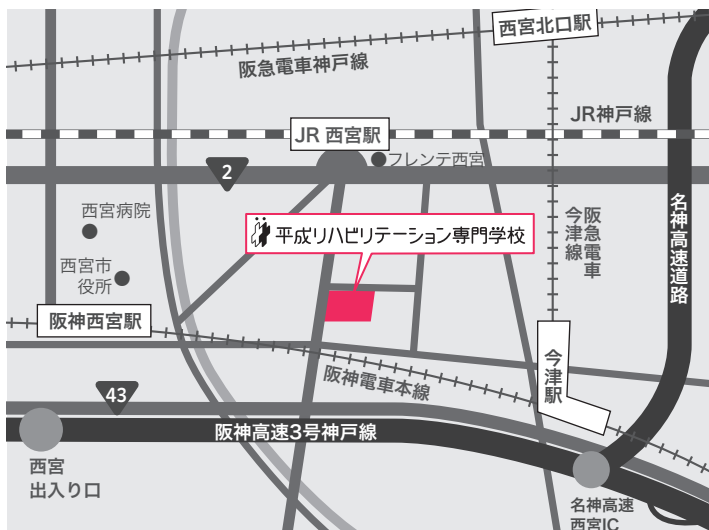 西宮北口駅
阪急電車神戸線
JR神戸線
JR 西宮駅
フレンテ西宮
2
西宮病院
西宮市
役所
平成リハビリテーション専門学校
阪急電車
今津線
名神高速道路
阪神西宮駅
今津駅
阪神電車本線
43
阪神高速3号神戸線
西宮
出入り口
名神高速
西宮IC